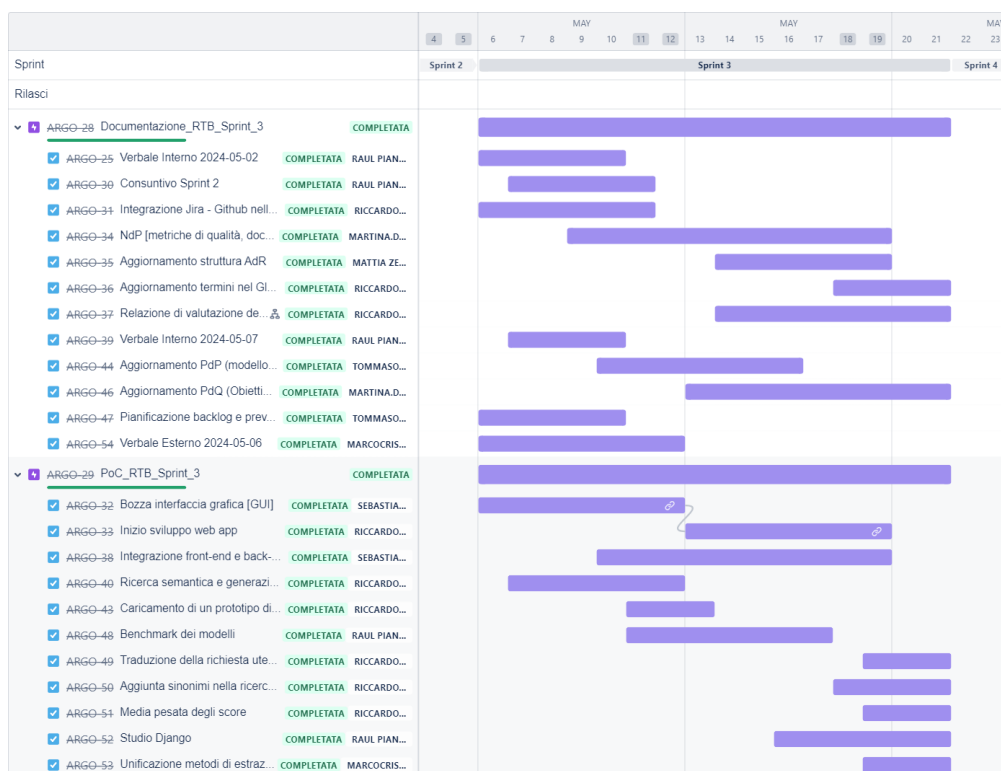 MAY MAY MAY
4 5 6 7 8 9 10 11 12 13 14 15 16 17 18 19 20 21 22 23
Sprint Sprint 2 Sprint 3 Sprint 4
Rilasci
ARGO-28 Documentazione_RTB_Sprint_3 COMPLETATA
ARGO-25 Verbale Interno 2024-05-02 COMPLETATA RAUL PIAN...
ARGO-30 Consuntivo Sprint 2 COMPLETATA RAUL PIAN...
ARGO-31 Integrazione Jira - Github nell... COMPLETATA RICCARDO...
ARGO-34 NdP [metriche di qualità, doc... COMPLETATA MARTINA.D...
ARGO-35 Aggiornamento struttura AdR COMPLETATA MATTIA ZE...
ARGO-36 Aggiornamento termini nel Gl... COMPLETATA RICCARDO...
ARGO-37 Relazione di valutazione de... COMPLETATA RICCARDO...
ARGO-39 Verbale Interno 2024-05-07 COMPLETATA RAUL PIAN...
ARGO-44 Aggiornamento PdP (modello... COMPLETATA TOMMASO...
ARGO-46 Aggiornamento PdQ (Obietti... COMPLETATA MARTINA.D...
ARGO-47 Pianificazione backlog e prev... COMPLETATA TOMMASO...
ARGO-54 Verbale Esterno 2024-05-06 COMPLETATA MARCOCRIS...
ARGO-29 PoC_RTB_Sprint_3 COMPLETATA
ARGO-32 Bozza interfaccia grafica [GUI] COMPLETATA SEBASTIA...
ARGO-33 Inizio sviluppo web app COMPLETATA RICCARDO...
ARGO-38 Integrazione front-end e back-... COMPLETATA SEBASTIA...
ARGO-40 Ricerca semantica e generazi... COMPLETATA RICCARDO...
ARGO-43 Caricamento di un prototipo di... COMPLETATA RICCARDO...
ARGO-48 Benchmark dei modelli COMPLETATA RAUL PIAN...
ARGO-49 Traduzione della richiesta ute... COMPLETATA RICCARDO...
ARGO-50 Aggiunta sinonimi nella ricerc... COMPLETATA RICCARDO...
ARGO-51 Media pesata degli score COMPLETATA RICCARDO...
ARGO-52 Studio Django COMPLETATA RAUL PIAN...
ARGO-53 Unificazione metodi di estraz... COMPLETATA MARCOCRIS...